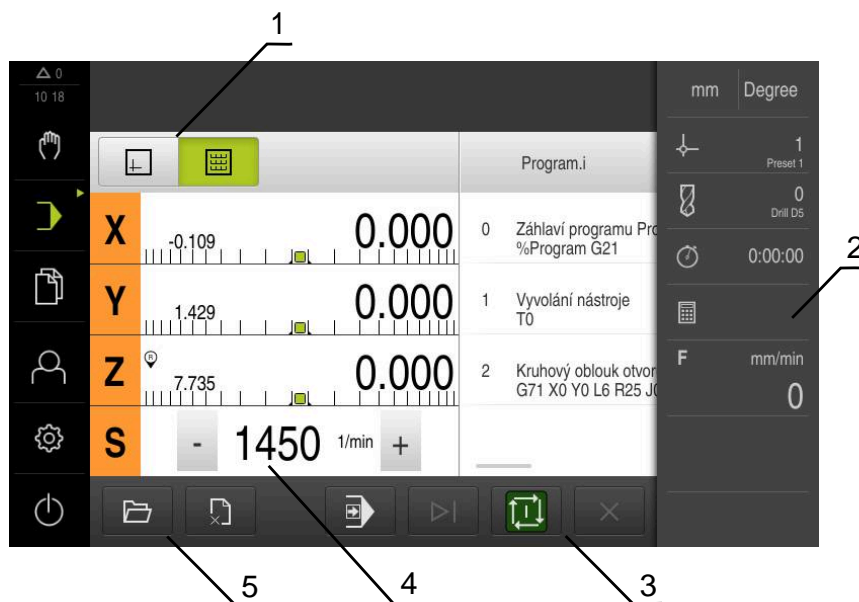 1
0
10 18
mm Degree
1
Preset 1
0
Drill D5
0:00:00
2
F mm/min
0
Program.i
X -0.109 0.000
Y 1.429 0.000
Z R 7.735 0.000
S - 1450 1/min +
0 Záhlaví programu Pro
%Program G21
1 Vyvolání nástroje
T0
2 Kruhový oblouk otvor
G71 X0 Y0 L6 R25 J
I
5 4 3